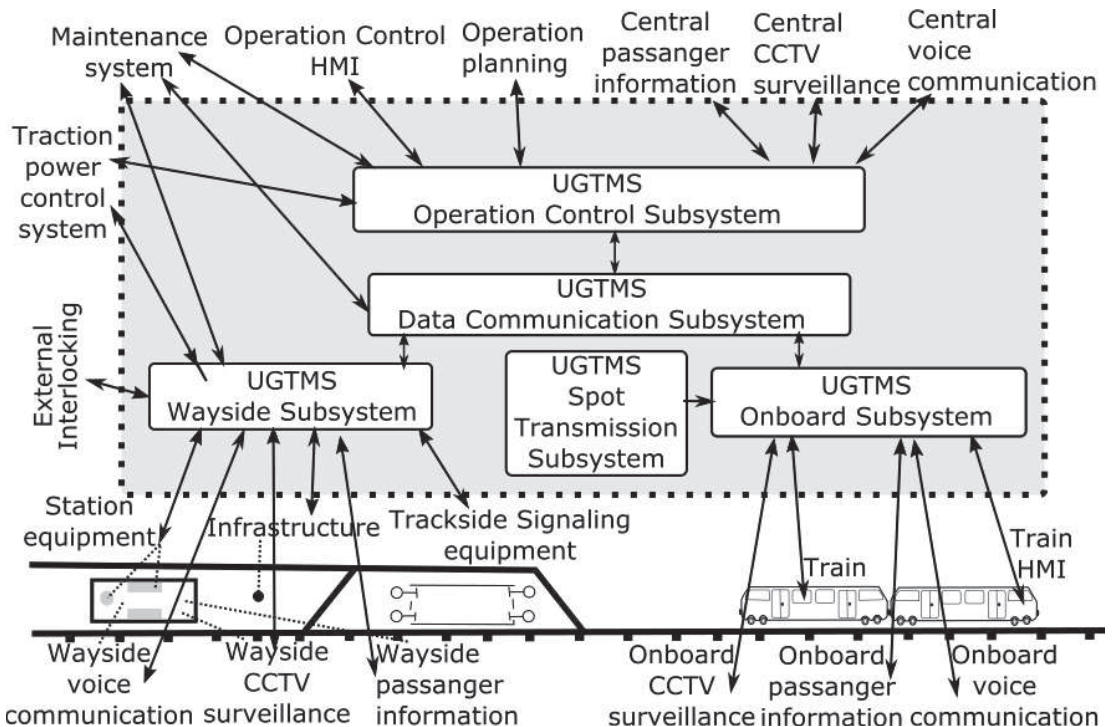 Maintenance
system
Operation Control
HMI
Operation
planning
Central
passanger
information
Central
CCTV
surveillance
Central
voice
communication
Traction
power
control
system
UGTMS
Operation Control Subsystem
UGTMS
Data Communication Subsystem
External
Interlocking
UGTMS
Wayside Subsystem
UGTMS
Spot
Transmission
Subsystem
UGTMS
Onboard Subsystem
Station
equipment
Infrastructure
Trackside Signaling
equipment
Train
Train
HMI
Wayside
voice
communication
Wayside
CCTV
surveillance
Wayside
passanger
information
Onboard
CCTV
surveillance
Onboard
passanger
information
Onboard
voice
communication